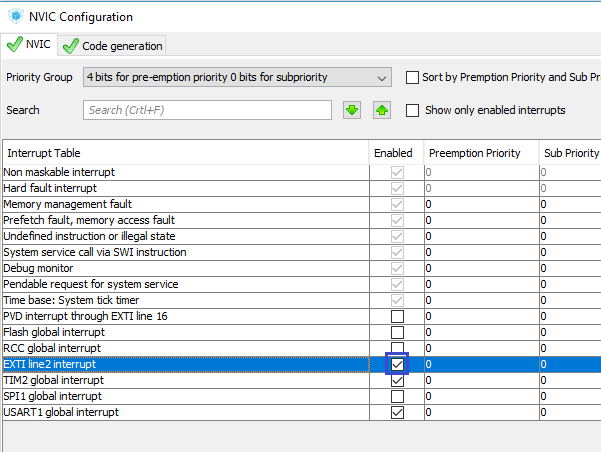 NVIC Configuration
NVIC Code generation
Priority Group 4 bits for pre-emption priority 0 bits for subpriority Sort by Premption Priority and Sub Pr
Search Search (Crtl+F) Show only enabled interrupts
Interrupt Table Enabled Preemption Priority Sub Priority
Non maskable interrupt 0 0
Hard fault interrupt 0 0
Memory management fault 0 0
Prefetch fault, memory access fault 0 0
Undefined instruction or illegal state 0 0
System service call via SWI instruction 0 0
Debug monitor 0 0
Pendable request for system service 0 0
Time base: System tick timer 0 0
PVD interrupt through EXTI line 16 0 0
Flash global interrupt 0 0
RCC global interrupt 0 0
EXTI line2 interrupt 0 0
TIM2 global interrupt 0 0
SPI1 global interrupt 0 0
USART1 global interrupt 0 0